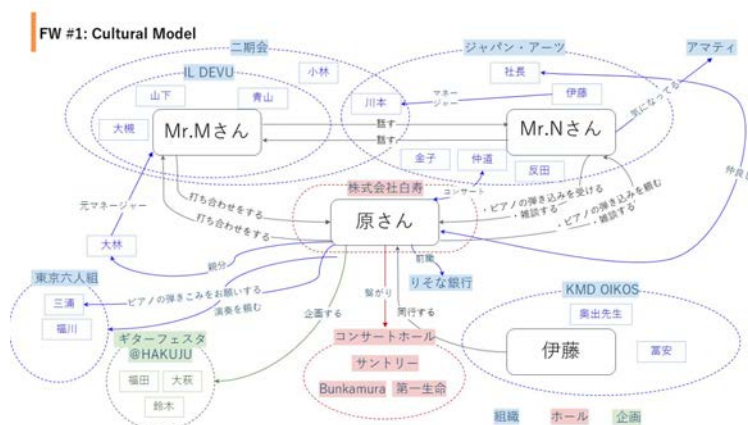 FW #1: Cultural Model
二期会
ジャパン・アーツ
アマティ
IL DEVU
小林
社長
山下
青山
川本
マネー
ジャー
伊藤
気になってる
大槻
Mr.Mさん
話す
話す
Mr.Nさん
金子
仲道
反田
株式会社白寿
コンサート
仲良し
打ち合わせをする
打ち合わせをする
原さん
・ピアノの弾き込みを受ける
・雑談する
・ピアノの弾き込みを頼む
・雑談する
元マネージャー
大林
親分
前職
りそな銀行
東京六人組
三浦
福川
ピアノの弾きこみをお願いする
演奏を頼む
企画する
繋がり
同行する
KMD OIKOS
奥出先生
冨安
伊藤
ギターフェスタ
@HAKUJU
福田
大萩
鈴木
コンサートホール
サントリー
Bunkamura
第一生命
組織
ホール
企画